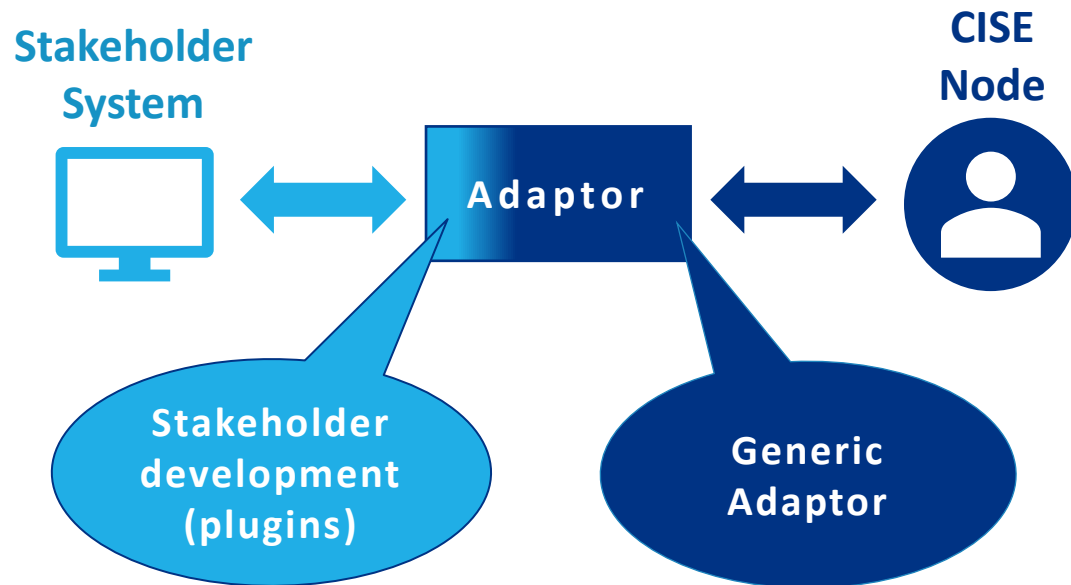 Stakeholder
System
CISE
Node
Adaptor
Stakeholder
development
(plugins)
Generic
Adaptor